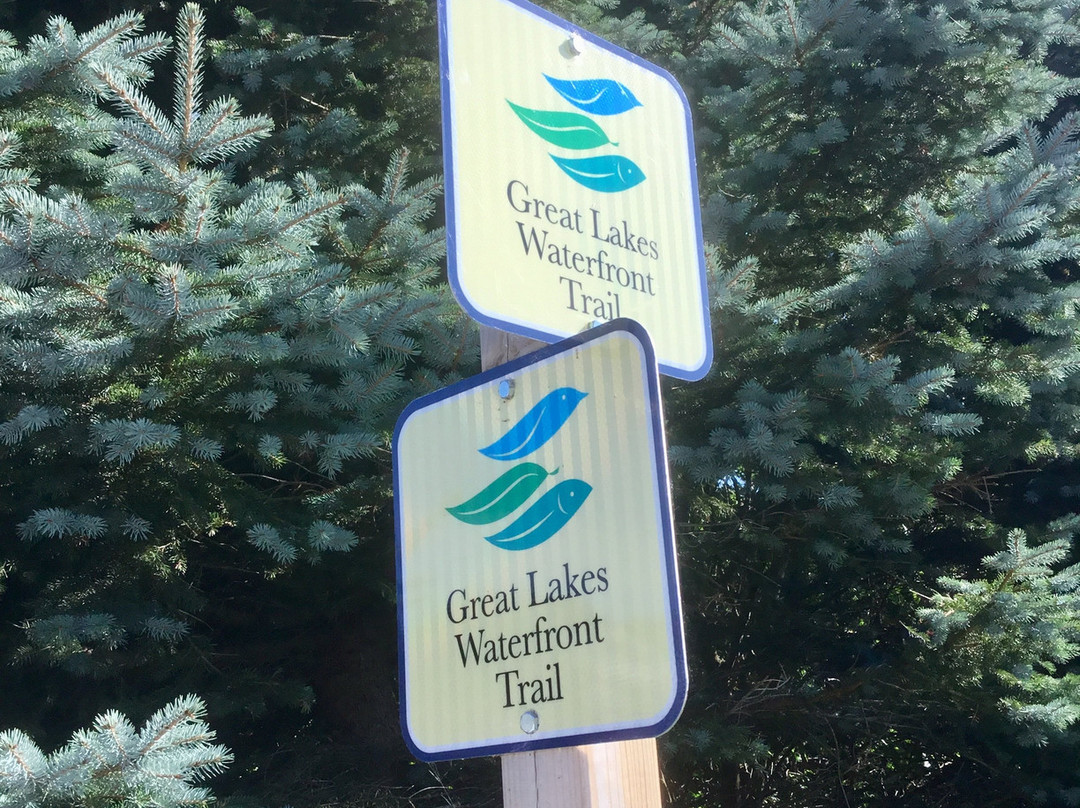 Great Lakes
Waterfront
Trail
Great Lakes
Waterfront
Trail